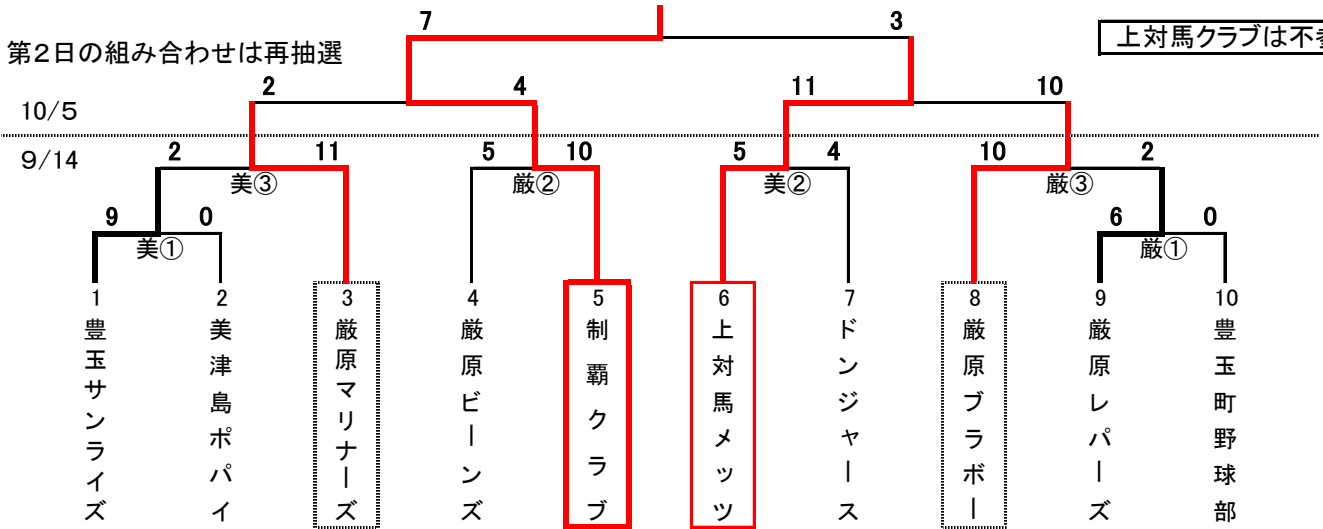 7 3
第2日の組み合わせは再抽選
上対馬クラブは不参
2 4 11 10
10/5
9/14
2 11 5 10 5 4 10 2
美③ 厳② 美② 厳③
9 0 6 0
美① 厳①
1 2 3 4 5 6 7 8 9 10
豊玉サンライズ
美津島ポパイ
厳原マリナーズ
厳原ビーンズ
制覇クラブ
上対馬メッツ
ドンジャース
厳原ブラボー
厳原レパーズ
豊玉町野球部